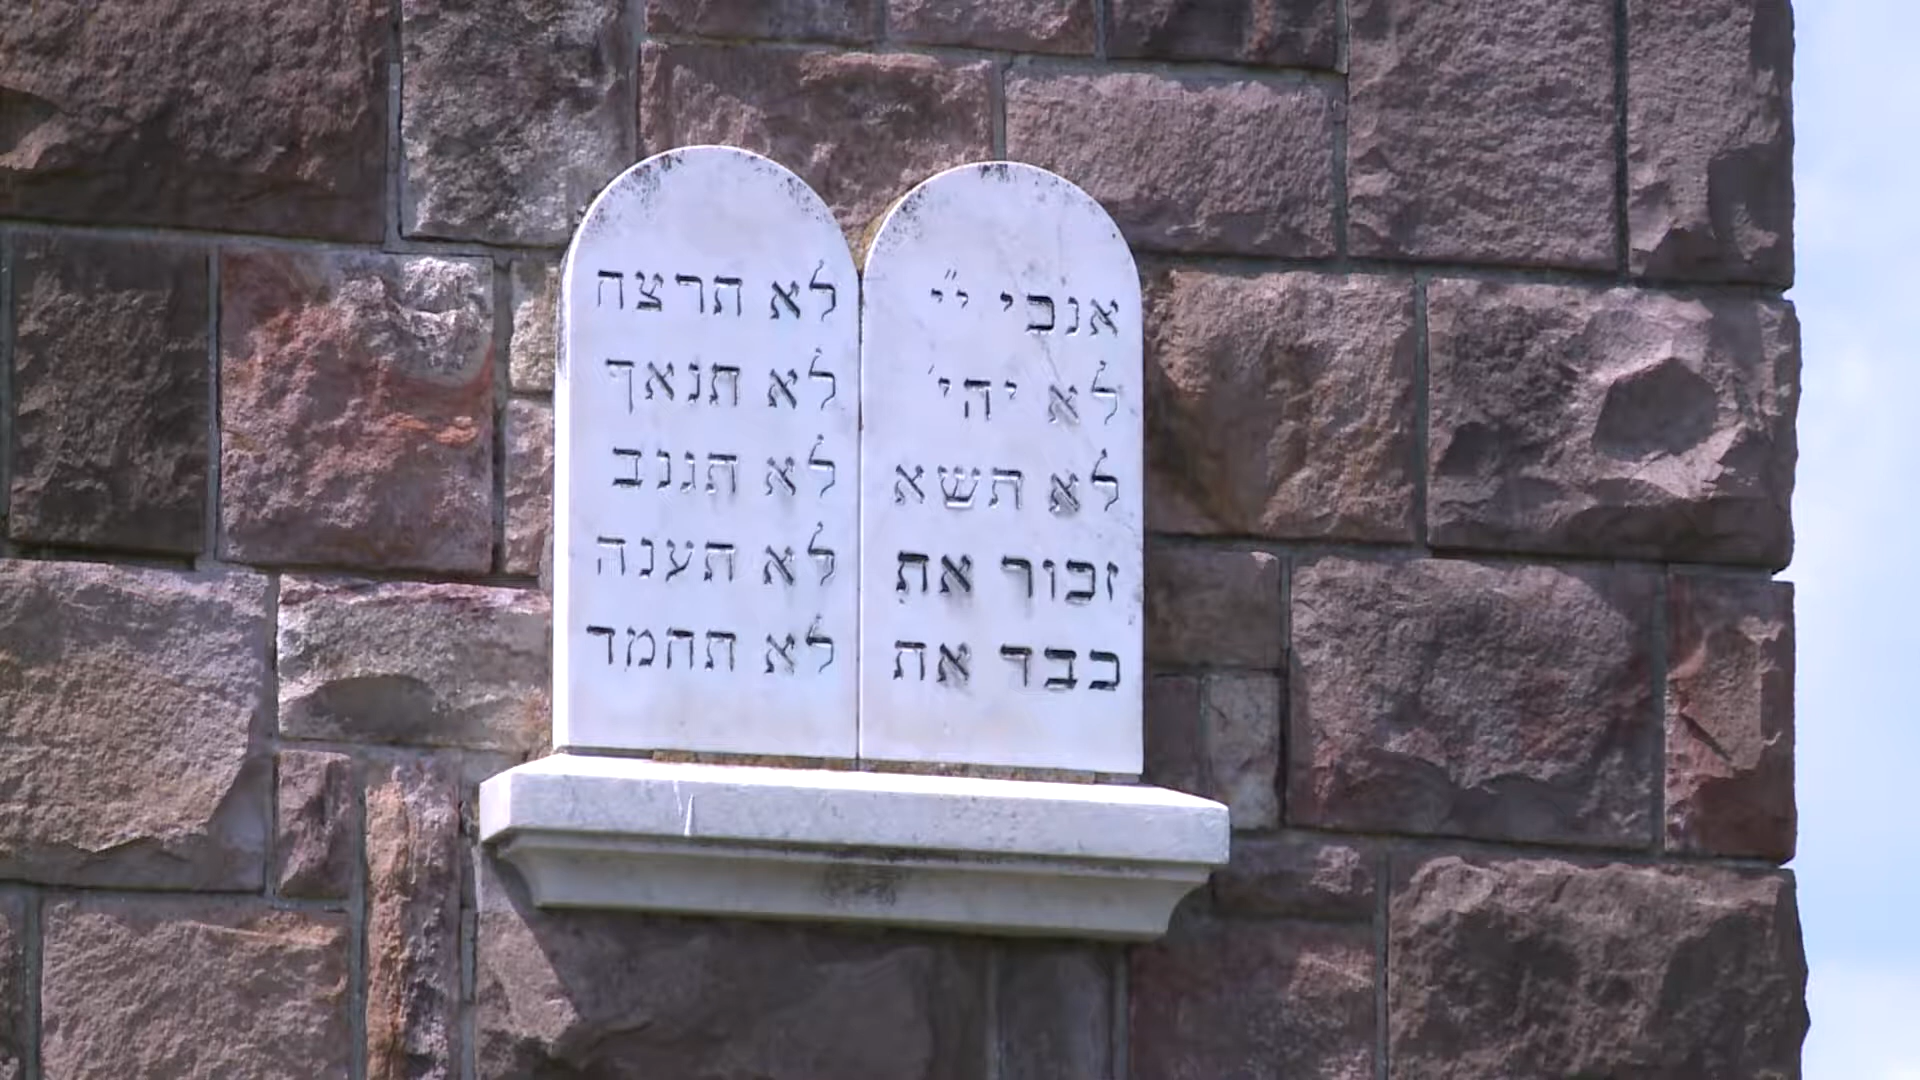 אנכי י״י
לא יהי׳
לא תשא
זכור את
כבד את
לא תרצח
לא תנאף
לא תגנב
לא תענה
לא תחמד